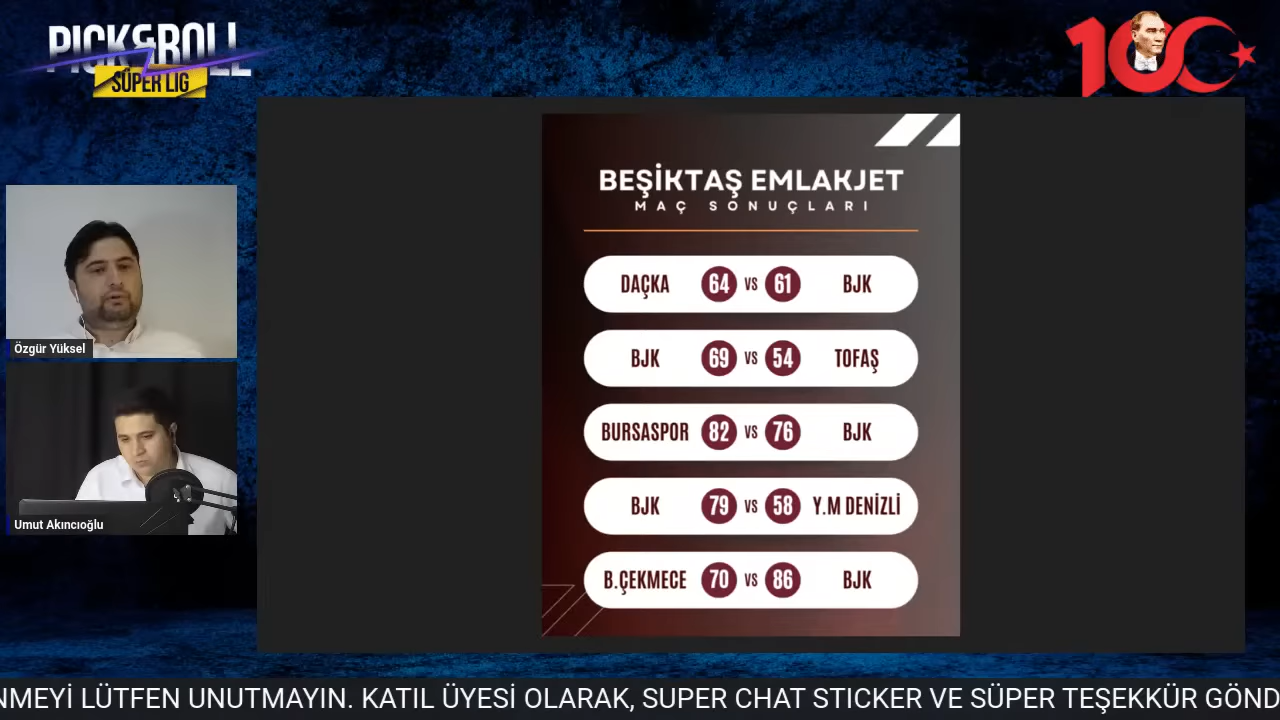 PICK&ROLL
SÜPER LIG
100
BEŞİKTAŞ EMLAKJET
MAÇ SONUÇLARI
DAÇKA 64 VS 61 BJK
BJK 69 VS 54 TOFAŞ
BURSASPOR 82 VS 76 BJK
BJK 79 VS 58 Y.M DENİZLİ
B.ÇEKMECE 70 VS 86 BJK
Özgür Yüksel
Umut Akıncıoğlu
NMEYİ LÜTFEN UNUTMAYIN. KATIL ÜYESİ OLARAK, SUPER CHAT STICKER VE SÜPER TEŞEKKÜR GÖND